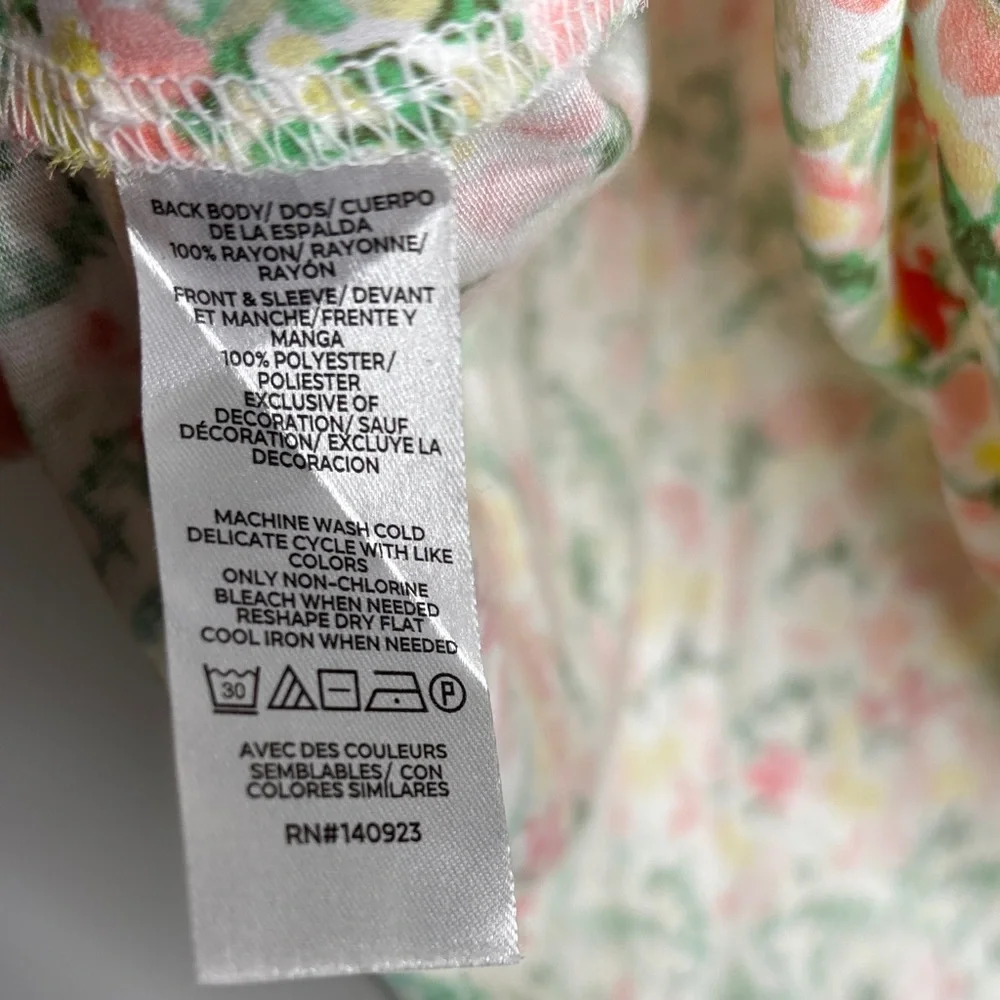 BACK BODY/ DOS/ CUERPO
DE LA ESPALDA
100% RAYON/ RAYONNE/
RAYÓN
FRONT & SLEEVE/ DEVANT
ET MANCHE/FRENTE Y
MANGA
100% POLYESTER/
POLIESTER
EXCLUSIVE OF
DECORATION/ SAUF
DÉCORATION/ EXCLUYE LA
DECORACION
MACHINE WASH COLD
DELICATE CYCLE WITH LIKE
COLORS
ONLY NON-CHLORINE
BLEACH WHEN NEEDED
RESHAPE DRY FLAT
COOL IRON WHEN NEEDED
30 P
AVEC DES COULEURS
SEMBLABLES/ CON
COLORES SIMÍLARES
RN#140923